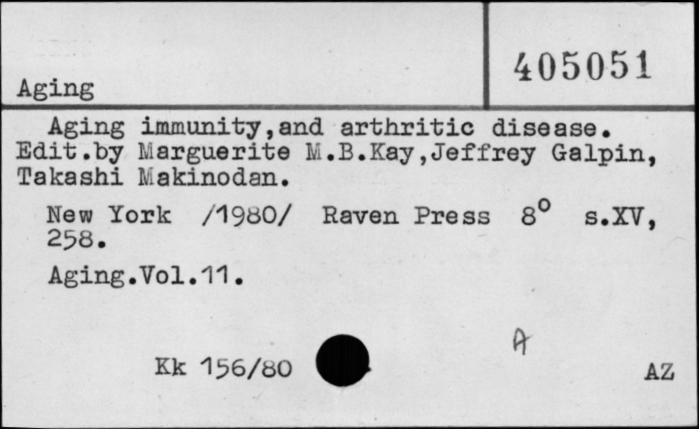 405051
Aging
Aging immunity,and arthritic disease.
Edit.by Marguerite M.B.Kay,Jeffrey Galpin,
Takashi Makinodan.
New York /1980/ Raven Press 8° s.XV,
258.
Aging.Vol.11.
A
Kk 156/80
AZ